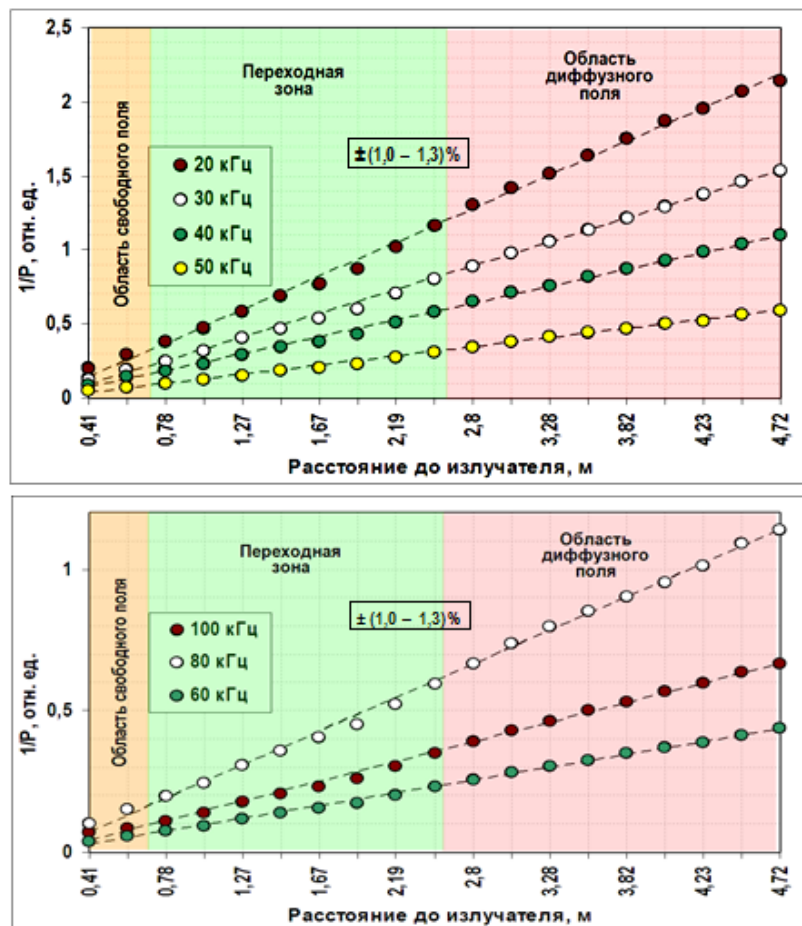 2,5
2
1,5
1
0,5
0
1/P, отн. ед.
Область свободного поля
Переходная
зона
Область
диффузного
поля
±(1,0 – 1,3)%
20 кГц
30 кГц
40 кГц
50 кГц
0,41
0,78
1,27
1,67
2,19
2,8
3,28
3,82
4,23
4,72
Расстояние до излучателя, м
1
0,5
0
1/P, отн. ед.
Область свободного поля
Переходная
зона
Область
диффузного
поля
± (1,0 – 1,3)%
100 кГц
80 кГц
60 кГц
0,41
0,78
1,27
1,67
2,19
2,8
3,28
3,82
4,23
4,72
Расстояние до излучателя, м